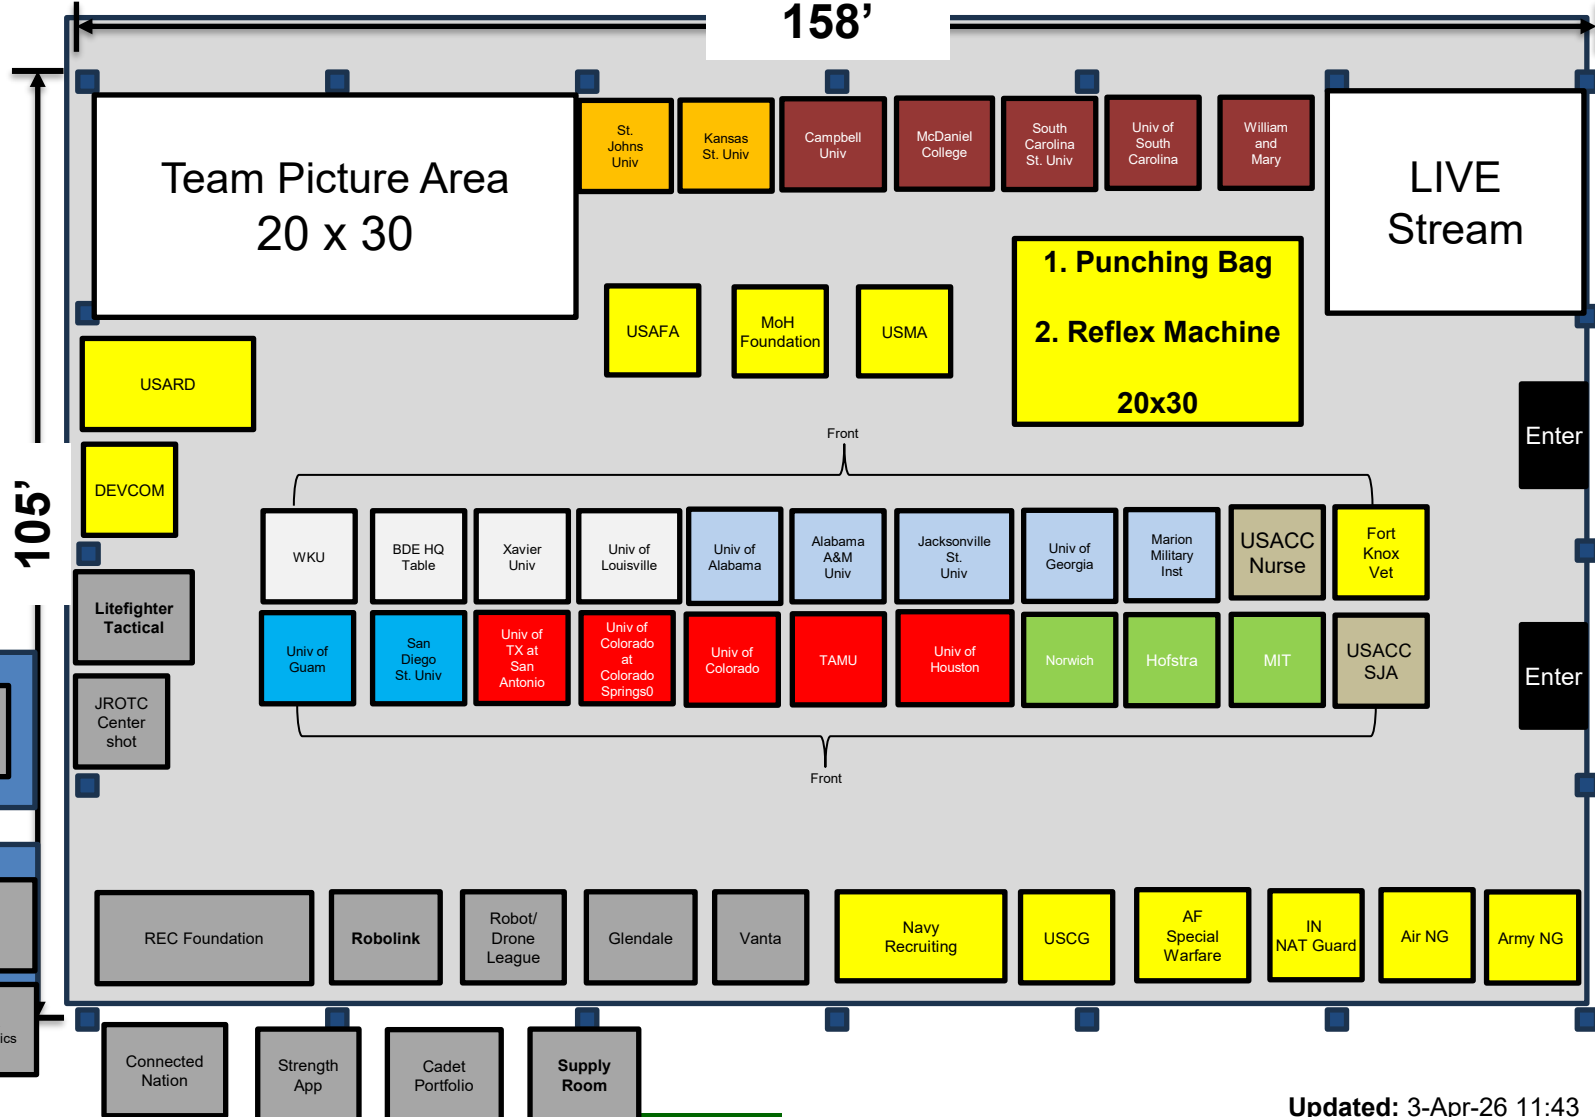 158’
105’
Team Picture Area
20 x 30
St.
Johns
Univ
Kansas
St. Univ
Campbell
Univ
McDaniel
College
South
Carolina
St. Univ
Univ of
South
Carolina
William
and
Mary
LIVE
Stream
1. Punching Bag
2. Reflex Machine
20x30
USAFA
MoH
Foundation
USMA
USARD
DEVCOM
Enter
Front
WKU
BDE HQ
Table
Xavier
Univ
Univ of
Louisville
Univ of
Alabama
Alabama
A&M
Univ
Jacksonville
St.
Univ
Univ of
Georgia
Marion
Military
Inst
USACC
Nurse
Fort
Knox
Vet
Litefighter
Tactical
Univ of
Guam
San
Diego
St. Univ
Univ of
TX at
San
Antonio
Univ of
Colorado
at
Colorado
Springs0
Univ of
Colorado
TAMU
Univ of
Houston
Norwich
Hofstra
MIT
USACC
SJA
Enter
JROTC
Center
shot
Front
REC Foundation
Robolink
Robot/
Drone
League
Glendale
Vanta
Navy
Recruiting
USCG
AF
Special
Warfare
IN
NAT Guard
Air NG
Army NG
ics
Connected
Nation
Strength
App
Cadet
Portfolio
Supply
Room
Updated: 3-Apr-26 11:43